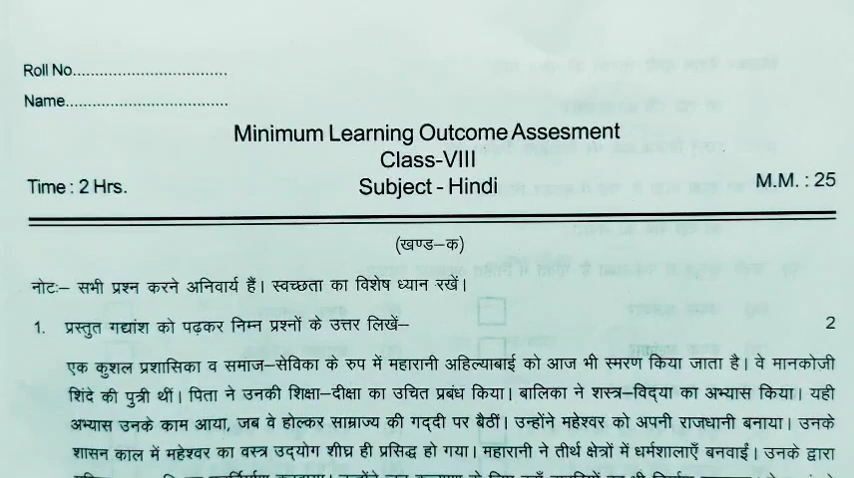 Roll No.................................
Name...................................
Minimum Learning Outcome Assesment
Class-VIII
Time : 2 Hrs. Subject - Hindi M.M. : 25
(खण्ड–क)
नोटः– सभी प्रश्न करने अनिवार्य हैं। स्वच्छता का विशेष ध्यान रखें।
1. प्रस्तुत गद्यांश को पढ़कर निम्न प्रश्नों के उत्तर लिखें– 2
एक कुशल प्रशासिका व समाज–सेविका के रुप में महारानी अहिल्याबाई को आज भी स्मरण किया जाता है। वे मानकोजी
शिंदे की पुत्री थीं। पिता ने उनकी शिक्षा–दीक्षा का उचित प्रबंध किया। बालिका ने शस्त्र–विद्या का अभ्यास किया। यही
अभ्यास उनके काम आया, जब वे होल्कर साम्राज्य की गद्दी पर बैठीं। उन्होंने महेश्वर को अपनी राजधानी बनाया। उनके
शासन काल में महेश्वर का वस्त्र उद्योग शीघ्र ही प्रसिद्ध हो गया। महारानी ने तीर्थ क्षेत्रों में धर्मशालाएँ बनवाईं। उनके द्वारा